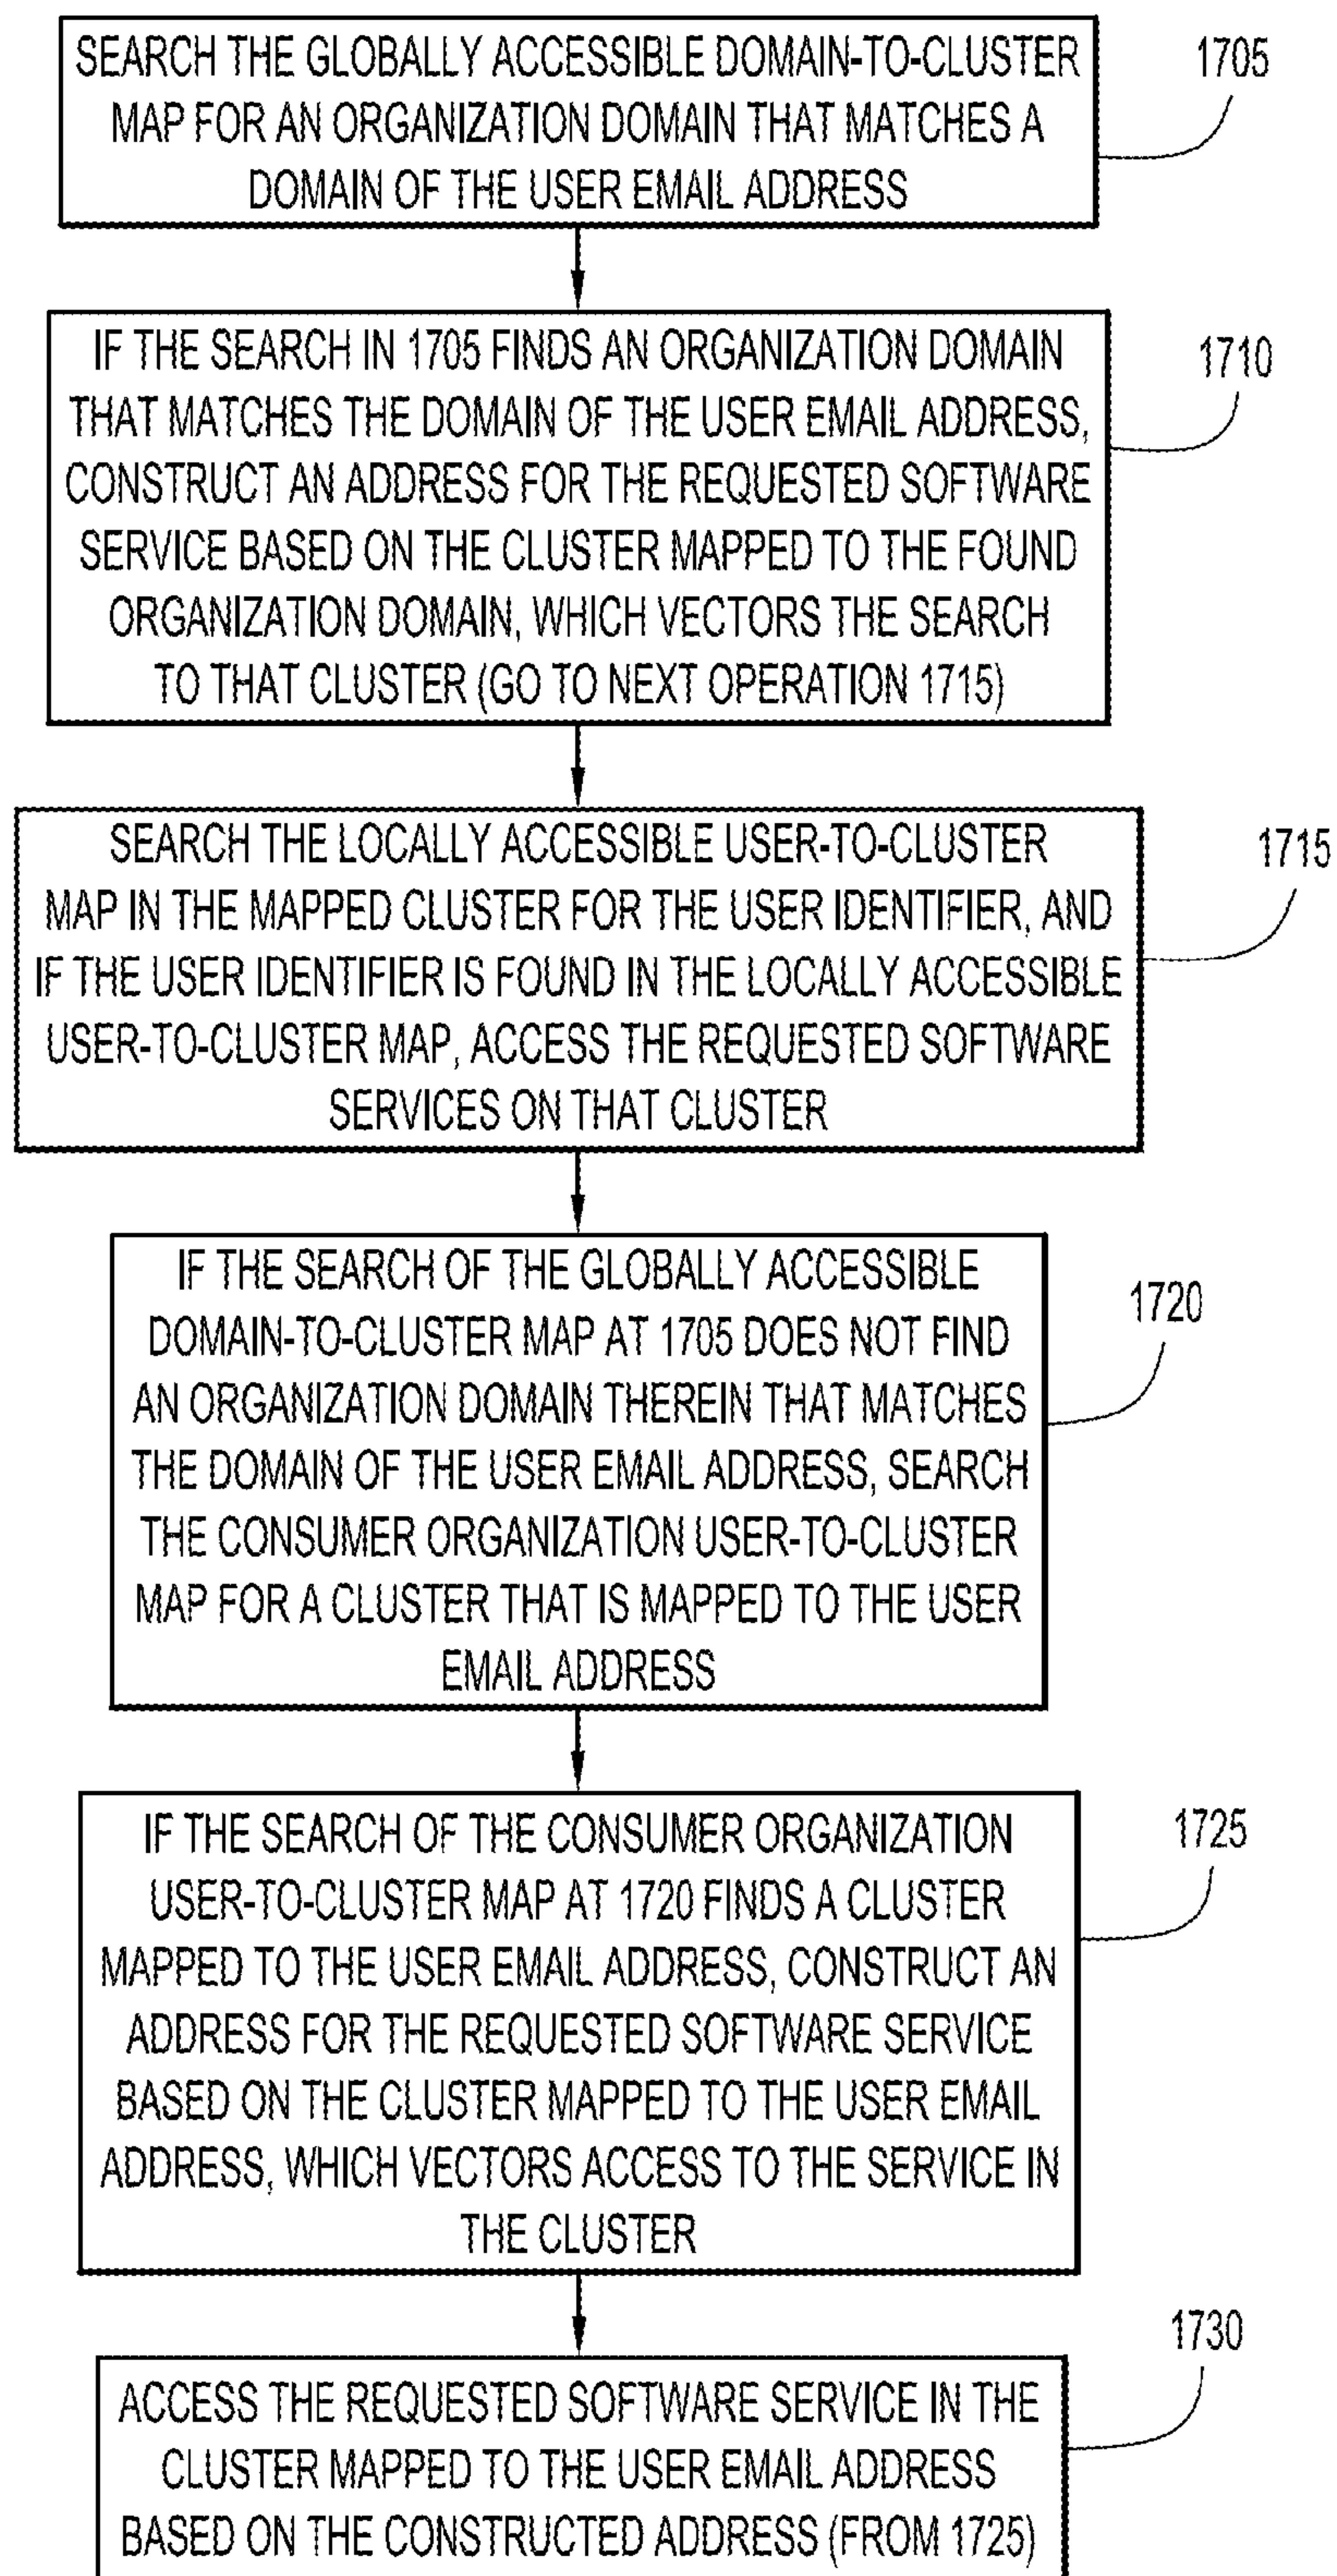 SEARCH THE GLOBALLY ACCESSIBLE DOMAIN-TO-CLUSTER
MAP FOR AN ORGANIZATION DOMAIN THAT MATCHES A
DOMAIN OF THE USER EMAIL ADDRESS
1705
IF THE SEARCH IN 1705 FINDS AN ORGANIZATION DOMAIN
THAT MATCHES THE DOMAIN OF THE USER EMAIL ADDRESS,
CONSTRUCT AN ADDRESS FOR THE REQUESTED SOFTWARE
SERVICE BASED ON THE CLUSTER MAPPED TO THE FOUND
ORGANIZATION DOMAIN, WHICH VECTORS THE SEARCH
TO THAT CLUSTER (GO TO NEXT OPERATION 1715)
1710
SEARCH THE LOCALLY ACCESSIBLE USER-TO-CLUSTER
MAP IN THE MAPPED CLUSTER FOR THE USER IDENTIFIER, AND
IF THE USER IDENTIFIER IS FOUND IN THE LOCALLY ACCESSIBLE
USER-TO-CLUSTER MAP, ACCESS THE REQUESTED SOFTWARE
SERVICES ON THAT CLUSTER
1715
IF THE SEARCH OF THE GLOBALLY ACCESSIBLE
DOMAIN-TO-CLUSTER MAP AT 1705 DOES NOT FIND
AN ORGANIZATION DOMAIN THEREIN THAT MATCHES
THE DOMAIN OF THE USER EMAIL ADDRESS, SEARCH
THE CONSUMER ORGANIZATION USER-TO-CLUSTER
MAP FOR A CLUSTER THAT IS MAPPED TO THE USER
EMAIL ADDRESS
1720
IF THE SEARCH OF THE CONSUMER ORGANIZATION
USER-TO-CLUSTER MAP AT 1720 FINDS A CLUSTER
MAPPED TO THE USER EMAIL ADDRESS, CONSTRUCT AN
ADDRESS FOR THE REQUESTED SOFTWARE SERVICE
BASED ON THE CLUSTER MAPPED TO THE USER EMAIL
ADDRESS, WHICH VECTORS ACCESS TO THE SERVICE IN
THE CLUSTER
1725
ACCESS THE REQUESTED SOFTWARE SERVICE IN THE
CLUSTER MAPPED TO THE USER EMAIL ADDRESS
BASED ON THE CONSTRUCTED ADDRESS (FROM 1725)
1730